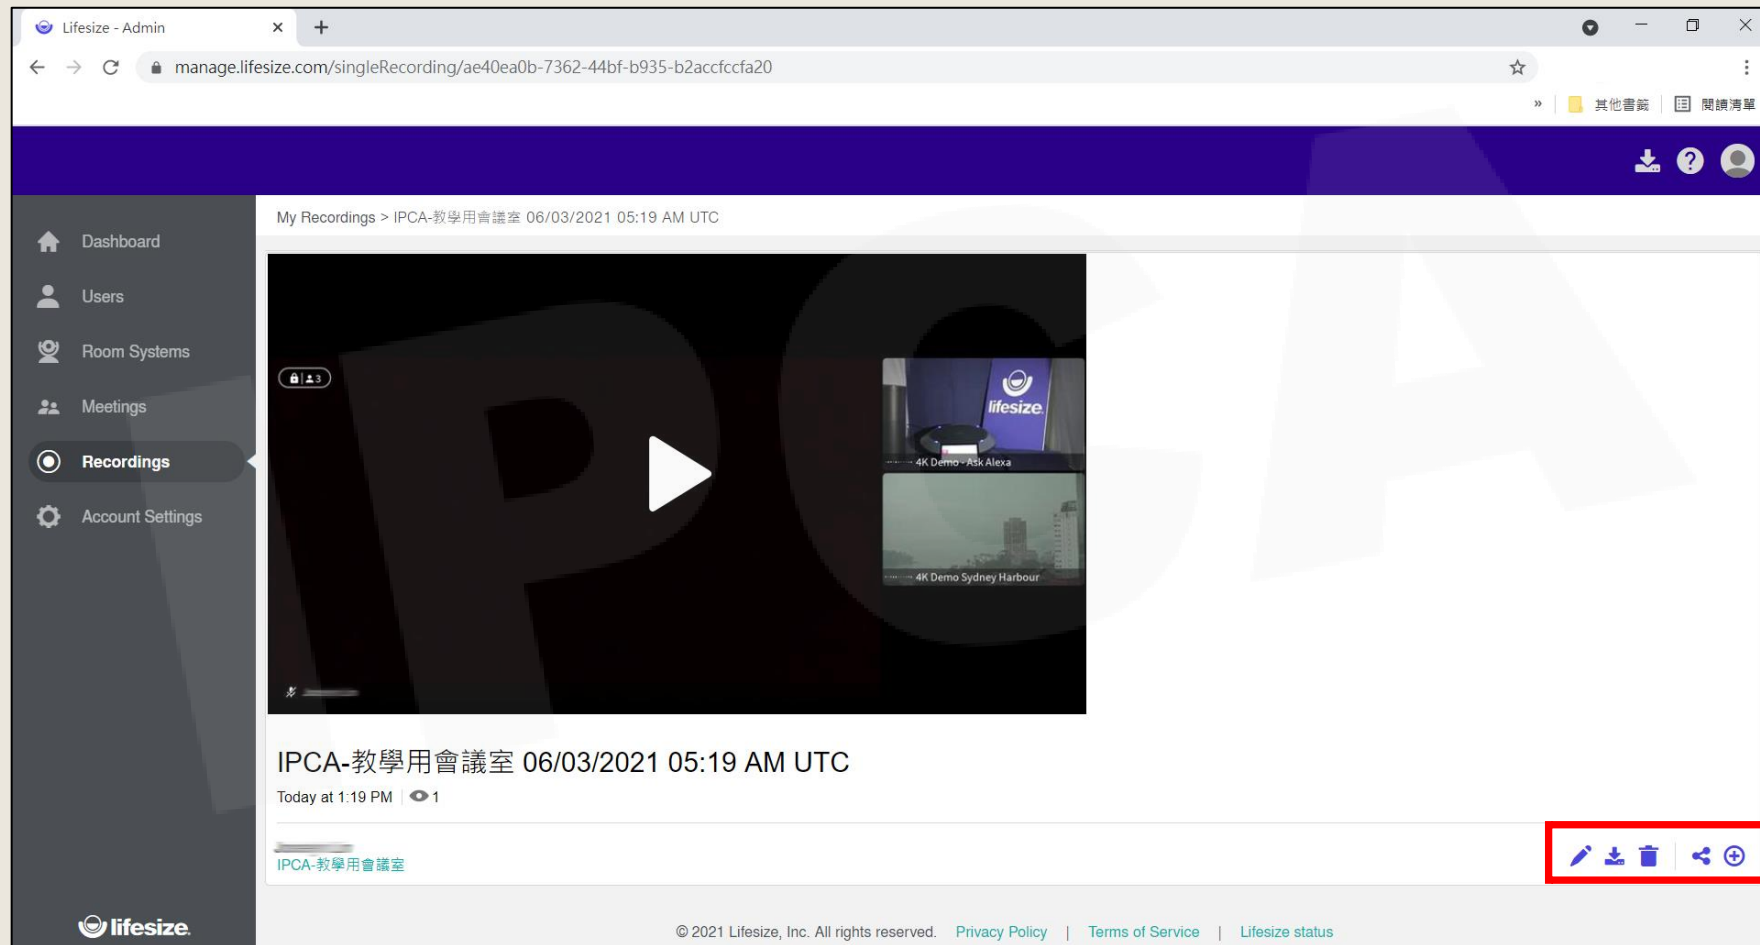 Lifesize - Admin
manage.lifesize.com/singleRecording/ae40ea0b-7362-44bf-b935-b2accfccfa20
» 其他書籤 閱讀清單
My Recordings > IPCA-教學用會議室 06/03/2021 05:19 AM UTC
Dashboard
Users
Room Systems
Meetings
Recordings
Account Settings
3
lifesize
4K Demo - Ask Alexa
4K Demo Sydney Harbour
IPCA
IPCA-教學用會議室 06/03/2021 05:19 AM UTC
Today at 1:19 PM 1
IPCA-教學用會議室
lifesize
© 2021 Lifesize, Inc. All rights reserved. Privacy Policy | Terms of Service | Lifesize status